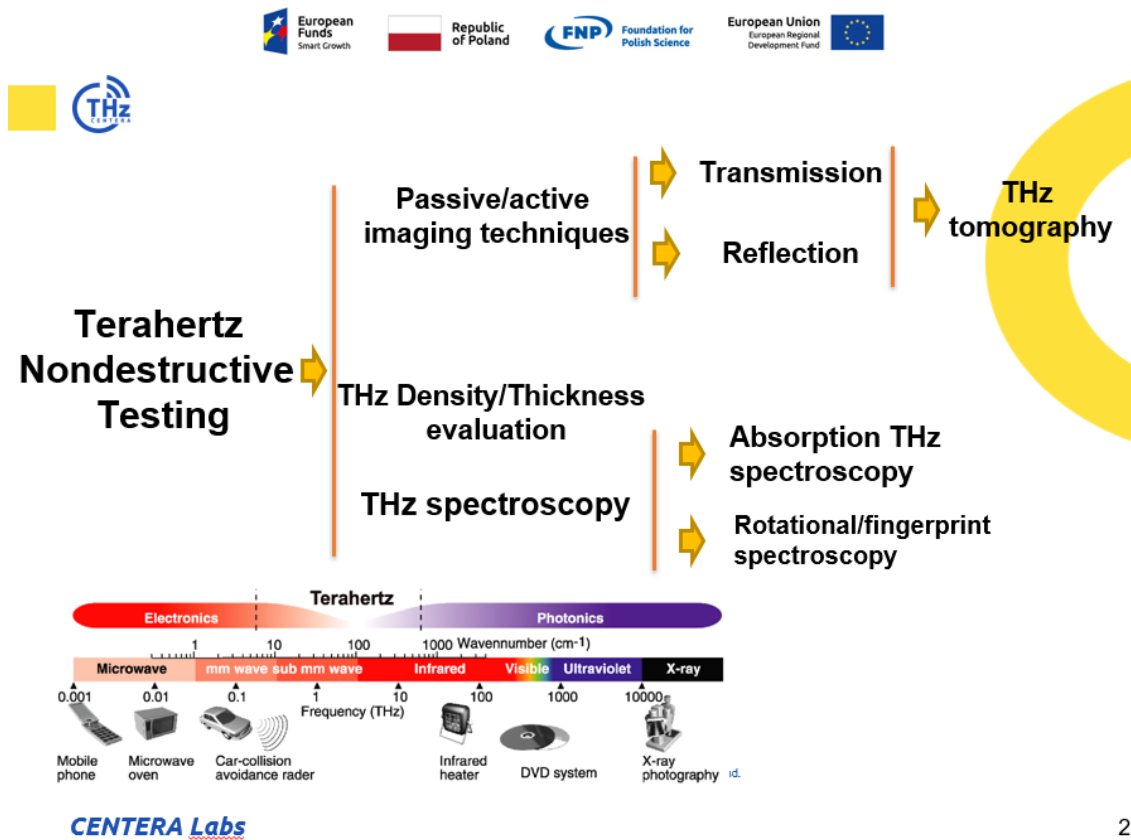 European
Funds
Smart Growth
Republic
of Poland
FNP
Foundation for
Polish Science
European Union
European Regional
Development Fund
THz
CENTERA
Passive/active
imaging techniques
Transmission
Reflection
THz
tomography
Terahertz
Nondestructive
Testing
THz Density/Thickness
evaluation
THz spectroscopy
Absorption THz
spectroscopy
Rotational/fingerprint
spectroscopy
Terahertz
Electronics
Photonics
1 10 100 1000 Wavennumber (cm-1)
Microwave mm wave sub mm wave Infrared Visible Ultraviolet X-ray
0.001 0.01 0.1 1 10 100 1000 10000
Frequency (THz)
Mobile
phone
Microwave
oven
Car-collision
avoidance rader
Infrared
heater
DVD system
X-ray
photography
nd.
CENTERA Labs
2